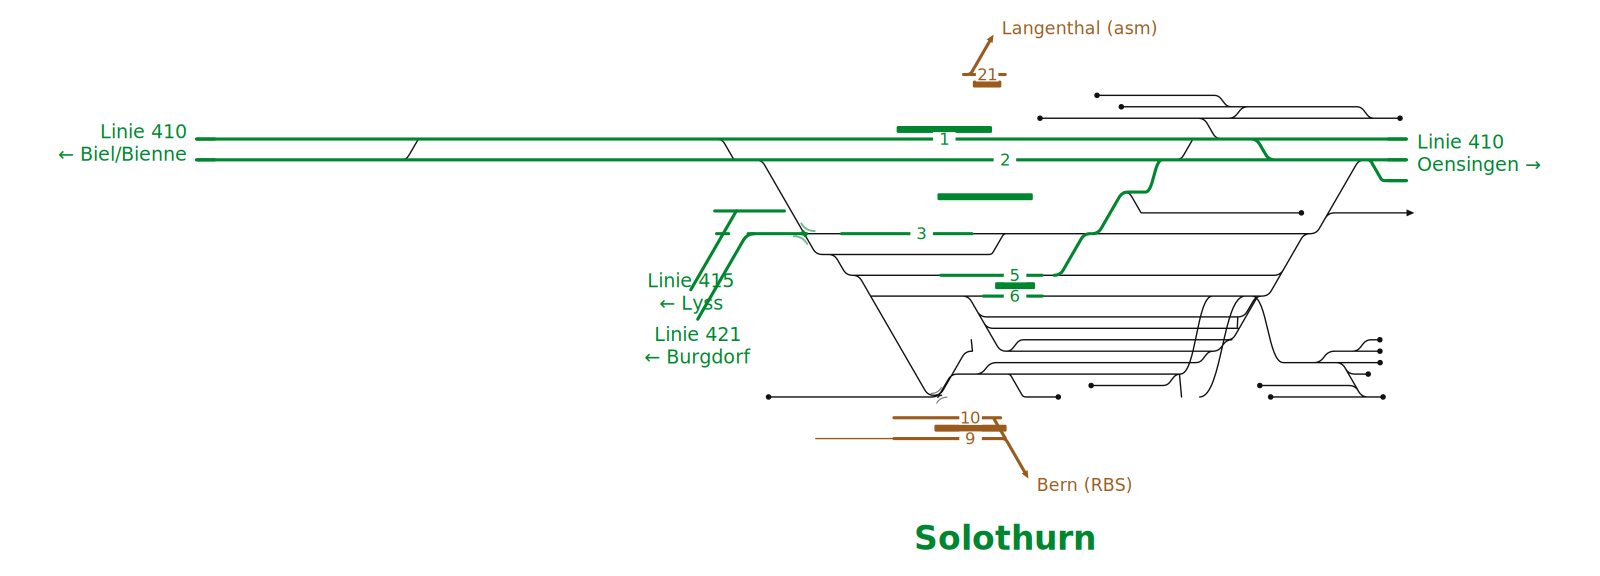 Langenthal (asm)
21
Linie 410
← Biel/Bienne
1
2
Linie 410
Oensingen →
3
Linie 415
← Lyss
5
6
Linie 421
← Burgdorf
10
9
Bern (RBS)
Solothurn